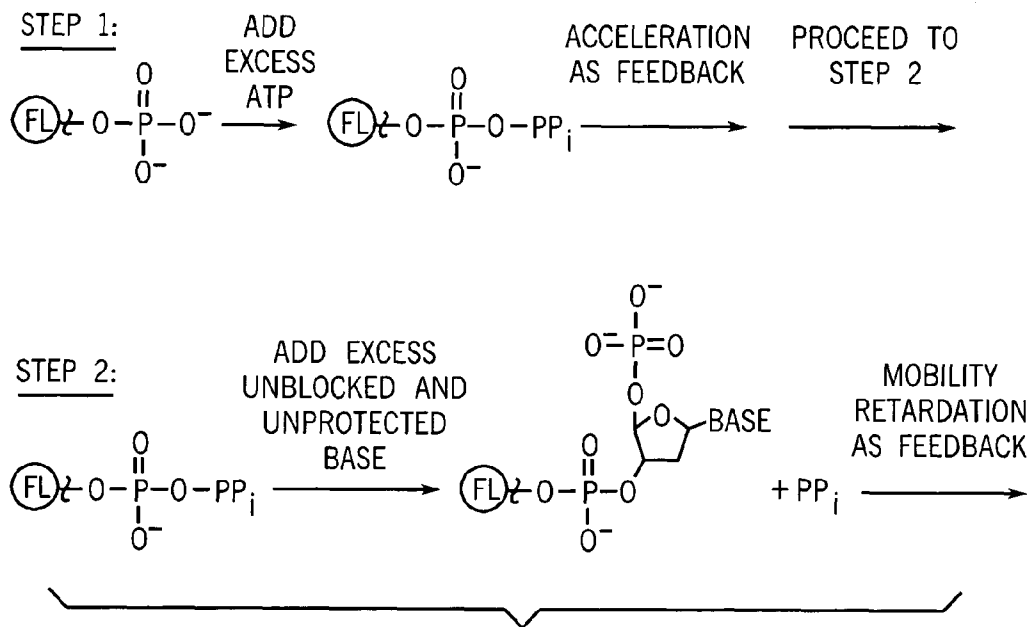 STEP 1:
ADD
EXCESS
ATP
ACCELERATION
AS FEEDBACK
PROCEED TO
STEP 2
O
FL O-P-O⁻
O⁻
O
FL O-P-O-PPi
O⁻
STEP 2:
ADD EXCESS
UNBLOCKED AND
UNPROTECTED
BASE
MOBILITY
RETARDATION
AS FEEDBACK
O
FL O-P-O-PPi
O⁻
O⁻
O⁻-P=O
O
O
BASE
O
FL O-P-O
O⁻
+ PPi